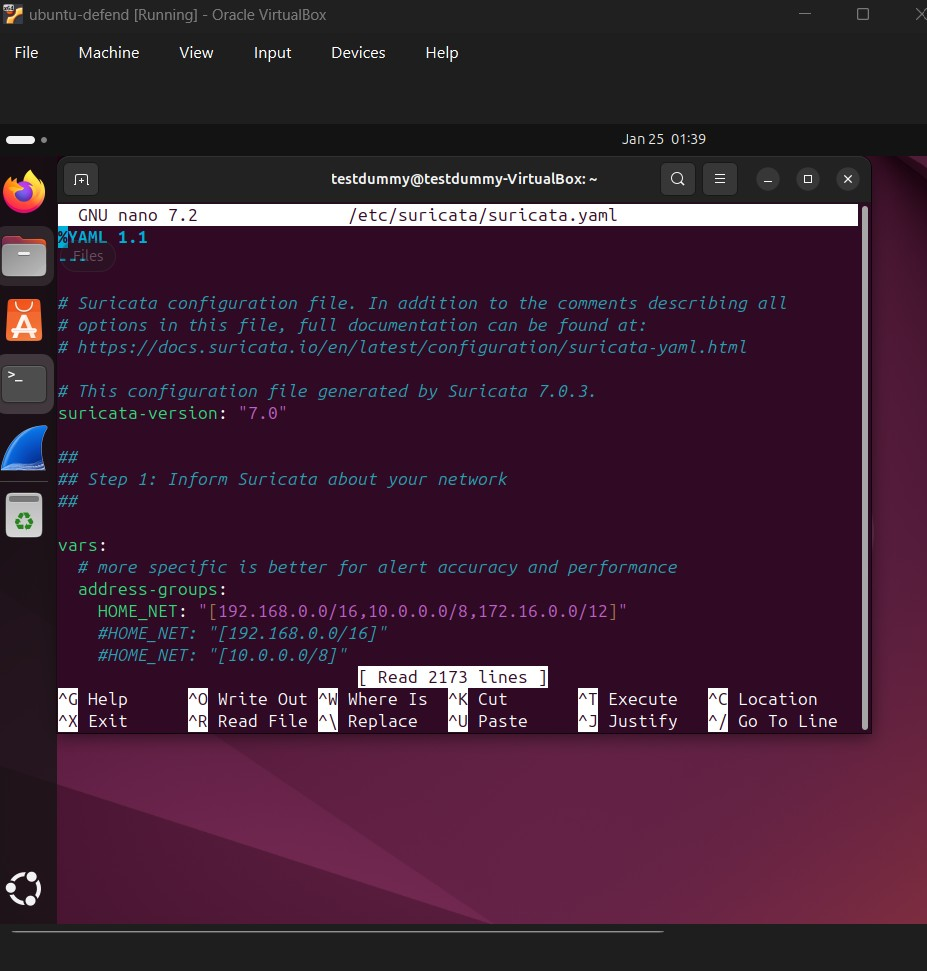 ubuntu-defend [Running] - Oracle VirtualBox
File Machine View Input Devices Help
Jan 25 01:39
testdummy@testdummy-VirtualBox: ~
GNU nano 7.2 /etc/suricata/suricata.yaml
%YAML 1.1
---
Files
# Suricata configuration file. In addition to the comments describing all
# options in this file, full documentation can be found at:
# https://docs.suricata.io/en/latest/configuration/suricata-yaml.html
# This configuration file generated by Suricata 7.0.3.
suricata-version: "7.0"
##
## Step 1: Inform Suricata about your network
##
vars:
# more specific is better for alert accuracy and performance
address-groups:
HOME_NET: "[192.168.0.0/16,10.0.0.0/8,172.16.0.0/12]"
#HOME_NET: "[192.168.0.0/16]"
#HOME_NET: "[10.0.0.0/8]"
[ Read 2173 lines ]
^G Help ^O Write Out ^W Where Is ^K Cut ^T Execute ^C Location
^X Exit ^R Read File ^\ Replace ^U Paste ^J Justify ^/ Go To Line